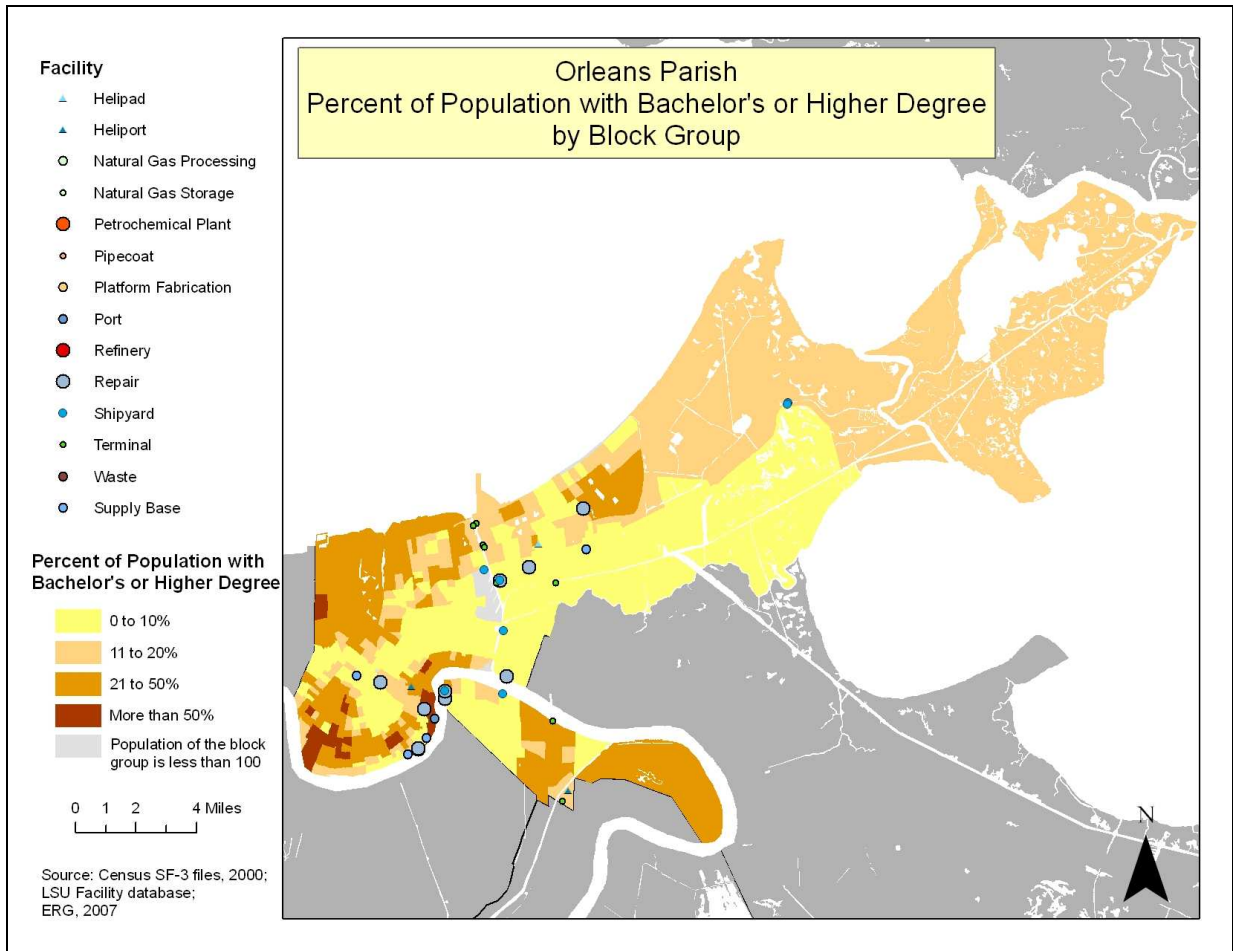 Orleans Parish
Percent of Population with Bachelor's or Higher Degree
by Block Group
Facility
Helipad
Heliport
Natural Gas Processing
Natural Gas Storage
Petrochemical Plant
Pipecoat
Platform Fabrication
Port
Refinery
Repair
Shipyard
Terminal
Waste
Supply Base
Percent of Population with
Bachelor's or Higher Degree
0 to 10%
11 to 20%
21 to 50%
More than 50%
Population of the block
group is less than 100
0 1 2 4 Miles
Source: Census SF-3 files, 2000;
LSU Facility database;
ERG, 2007
N